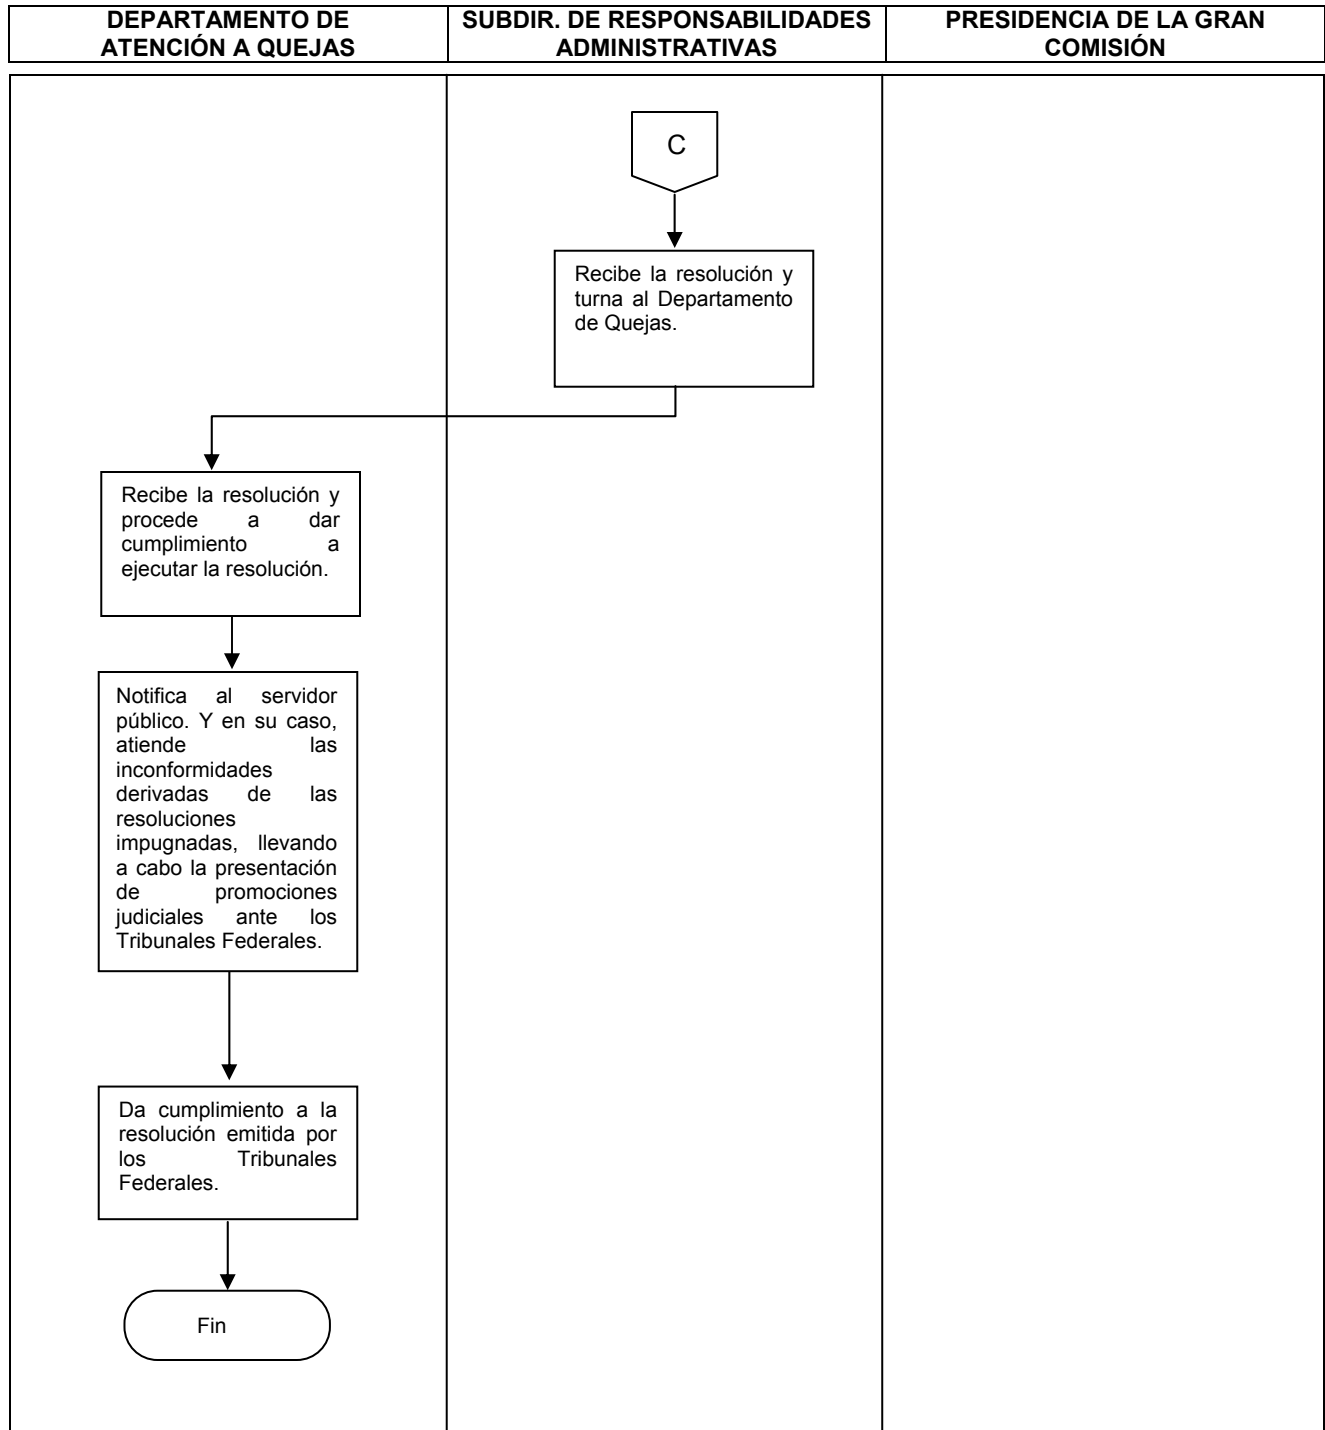 DEPARTAMENTO DE
ATENCIÓN A QUEJAS
SUBDIR. DE RESPONSABILIDADES
ADMINISTRATIVAS
PRESIDENCIA DE LA GRAN
COMISIÓN
C
Recibe la resolución y
turna al Departamento
de Quejas.
Recibe la resolución y
procede a dar
cumplimiento a
ejecutar la resolución.
Notifica al servidor
público. Y en su caso,
atiende las
inconformidades
derivadas de las
resoluciones
impugnadas, llevando
a cabo la presentación
de promociones
judiciales ante los
Tribunales Federales.
Da cumplimiento a la
resolución emitida por
los Tribunales
Federales.
Fin